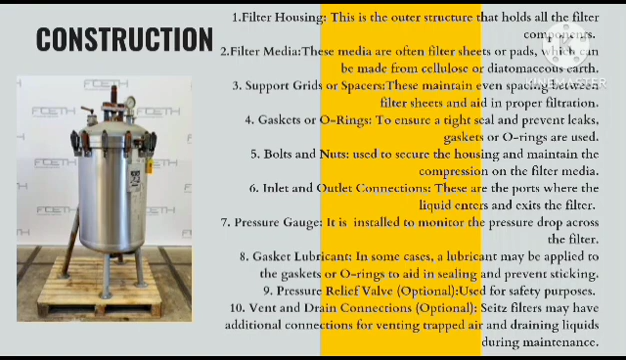 CONSTRUCTION
1.Filter Housing: This is the outer structure that holds all the filter
components.
2.Filter Media:These media are often filter sheets or pads, which can
be made from cellulose or diatomaceous earth.
3. Support Grids or Spacers:These maintain even spacing between
filter sheets and aid in proper filtration.
4. Gaskets or O-Rings: To ensure a tight seal and prevent leaks,
gaskets or O-rings are used.
5. Bolts and Nuts: used to secure the housing and maintain the
compression on the filter media.
6. Inlet and Outlet Connections: These are the ports where the
liquid enters and exits the filter.
7. Pressure Gauge: It is installed to monitor the pressure drop across
the filter.
8. Gasket Lubricant: In some cases, a lubricant may be applied to
the gaskets or O-rings to aid in sealing and prevent sticking.
9. Pressure Relief Valve (Optional):Used for safety purposes.
10. Vent and Drain Connections (Optional): Seitz filters may have
additional connections for venting trapped air and draining liquids
during maintenance.
KINEMASTER